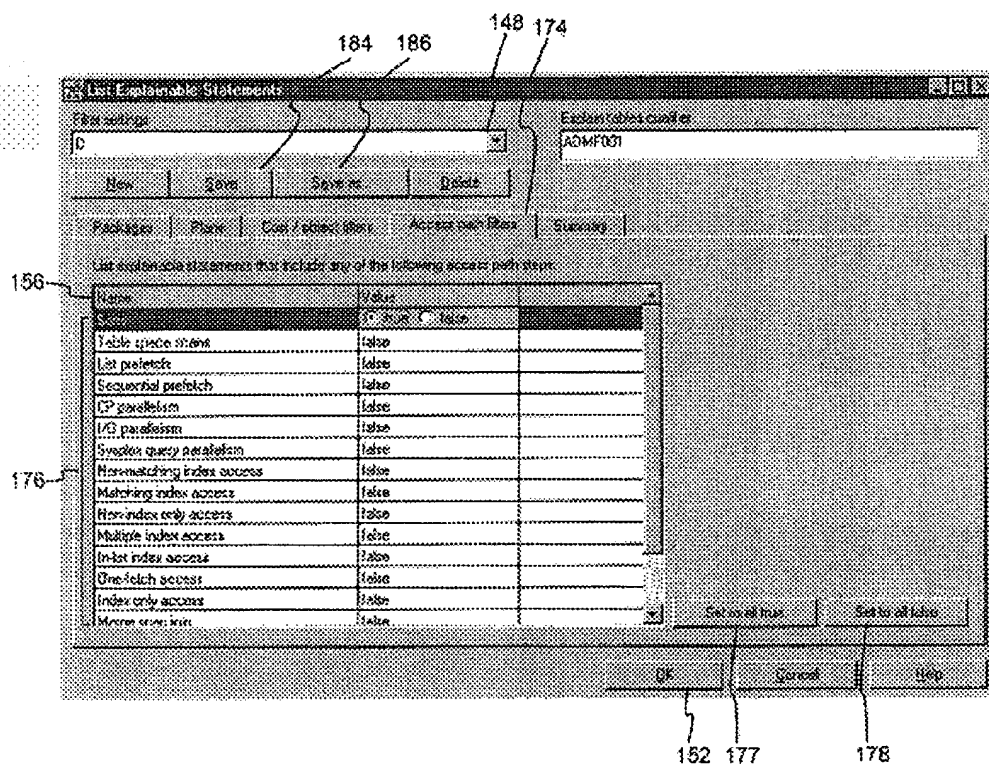 148 174
184 186
List Explainable Statements
Filter settings
Explain tables qualifier
D
ADMF001
New Save Save as... Delete
Packages Plans Cost / object filters Access path filters Summary
List explainable statements that include any of the following access path steps:
156
Name Value
true false
Table space scans false
List prefetch false
Sequential prefetch false
CP parallelism false
I/O parallelism false
Sysplex query parallelism false
176
Non-matching index access false
Matching index access false
Non-index only access false
Multiple index access false
In-list index access false
One-fetch access false
Index only access false
Merge scan join false
Set to all true Set to all false
OK Cancel Help
152 177 178